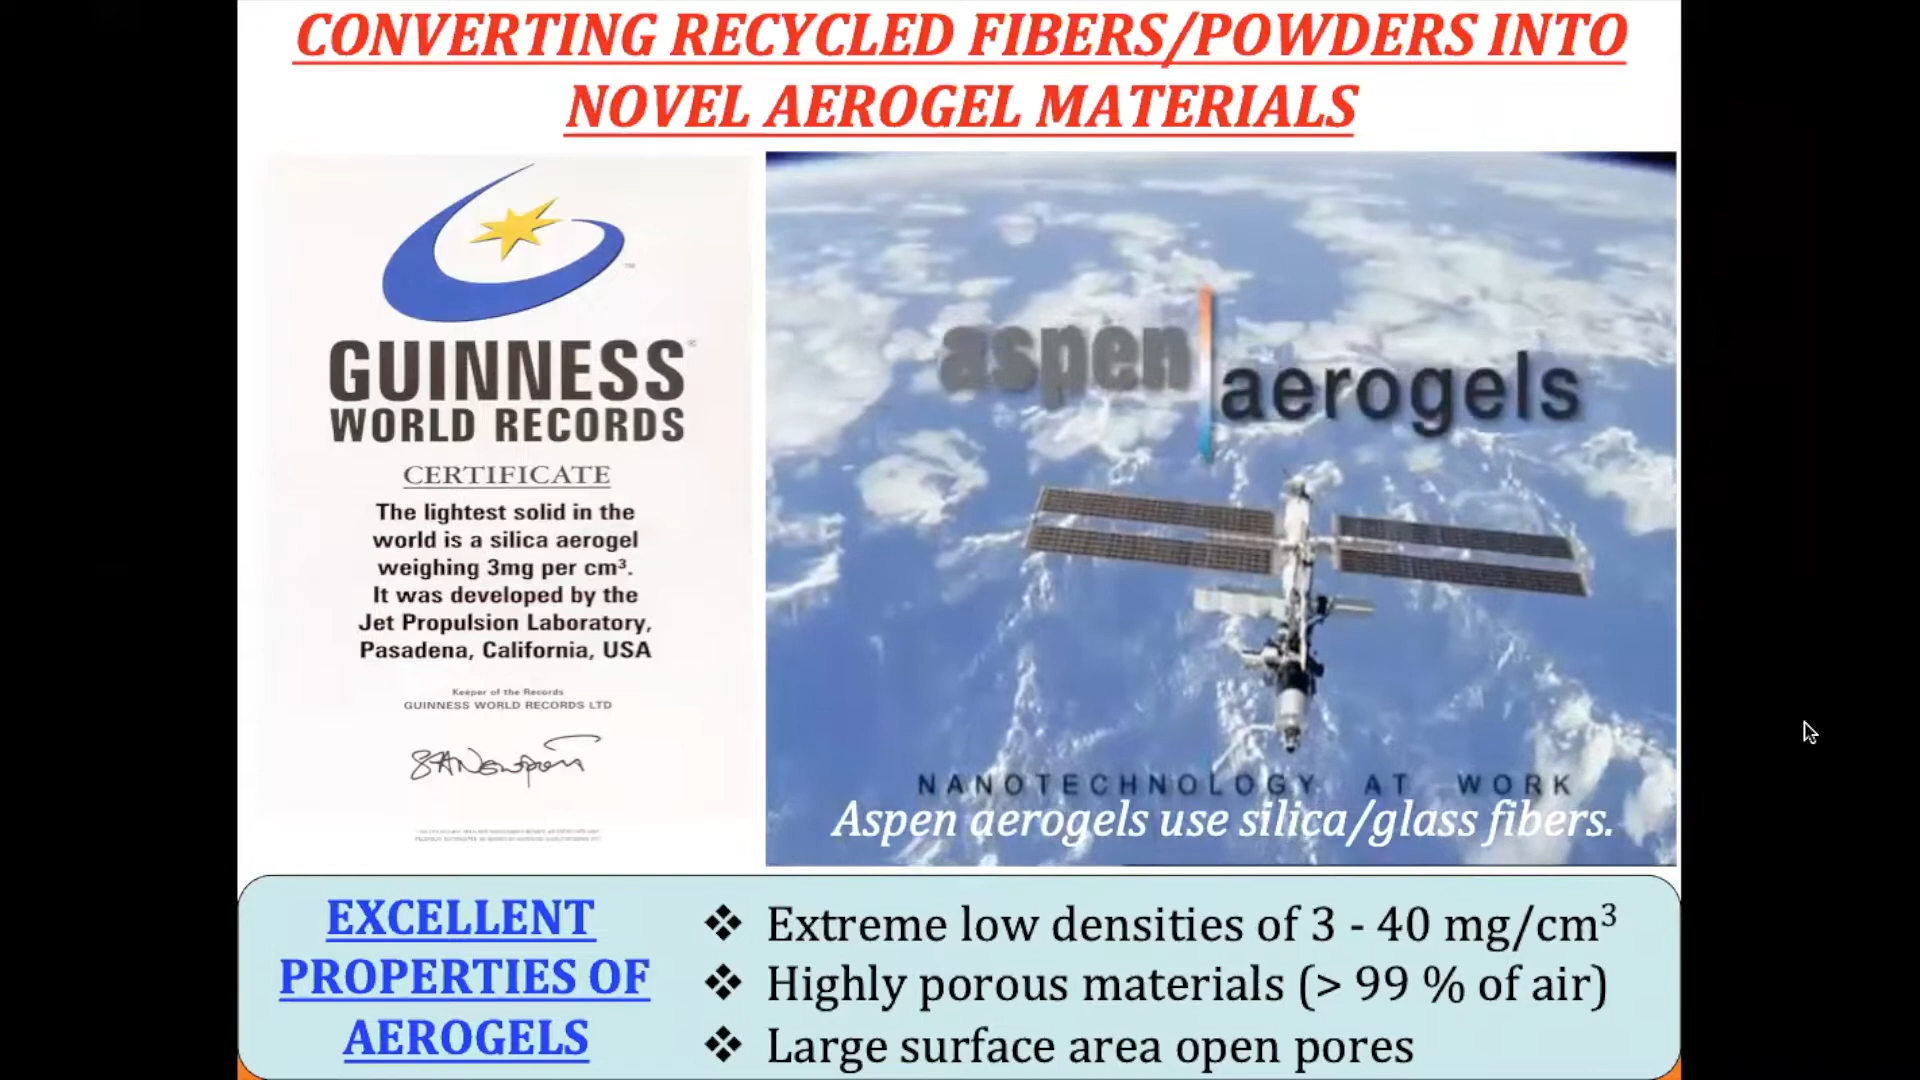 CONVERTING RECYCLED FIBERS/POWDERS INTO
NOVEL AEROGEL MATERIALS
GUINNESS
WORLD RECORDS
CERTIFICATE
The lightest solid in the
world is a silica aerogel
weighing 3mg per cm³.
It was developed by the
Jet Propulsion Laboratory,
Pasadena, California, USA
Keeper of the Records
GUINNESS WORLD RECORDS LTD
aspen aerogels
NANOTECHNOLOGY AT WORK
Aspen aerogels use silica/glass fibers.
EXCELLENT
PROPERTIES OF
AEROGELS
❖ Extreme low densities of 3 - 40 mg/cm³
❖ Highly porous materials (> 99 % of air)
❖ Large surface area open pores